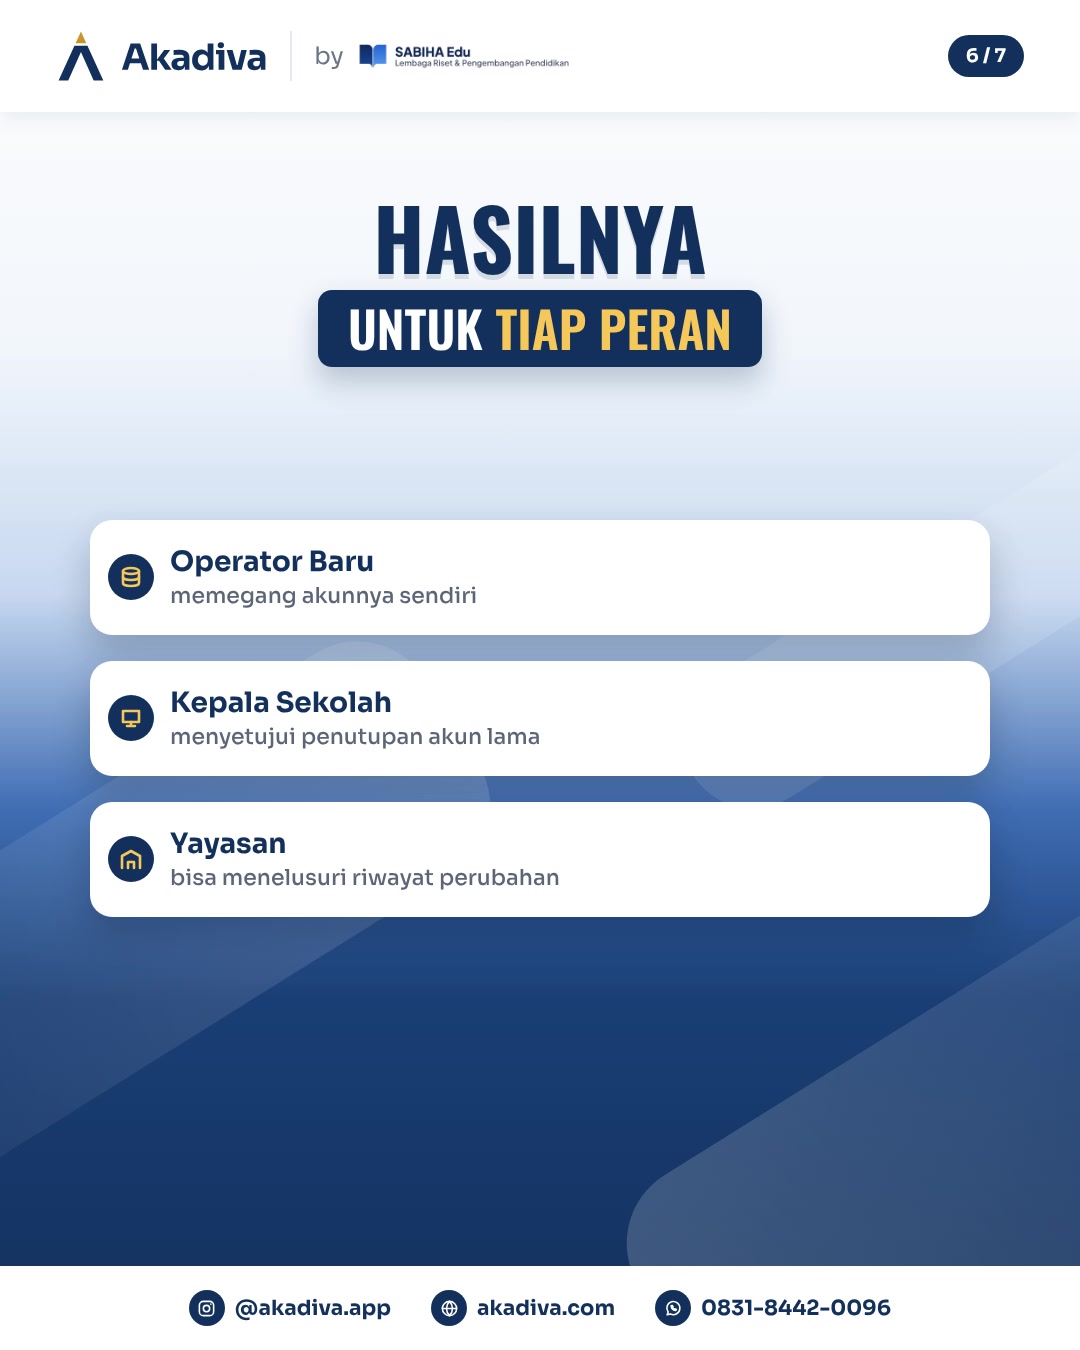 Akadiva
by
SABIHA Edu
Lembaga Riset & Pengembangan Pendidikan
6 / 7
HASILNYA
UNTUK TIAP PERAN
Operator Baru
memegang akunnya sendiri
Kepala Sekolah
menyetujui penutupan akun lama
Yayasan
bisa menelusuri riwayat perubahan
@akadiva.app
akadiva.com
0831-8442-0096